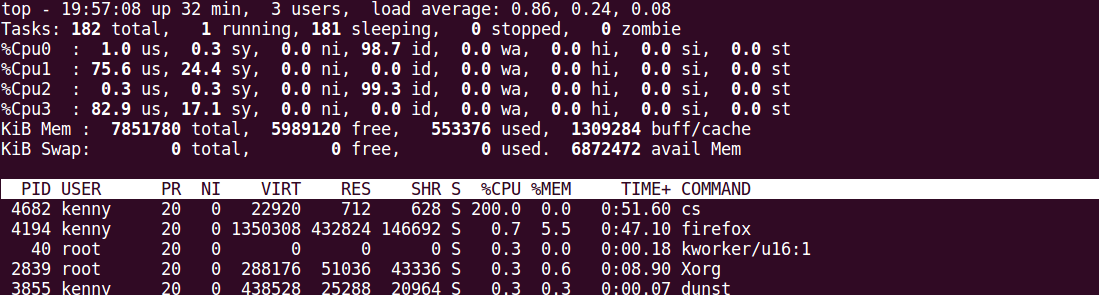 top - 19:57:08 up 32 min,  3 users,  load average: 0.86, 0.24, 0.08
Tasks: 182 total,   1 running, 181 sleeping,   0 stopped,   0 zombie
%Cpu0  :  1.0 us,  0.3 sy,  0.0 ni, 98.7 id,  0.0 wa,  0.0 hi,  0.0 si,  0.0 st
%Cpu1  : 75.6 us, 24.4 sy,  0.0 ni,  0.0 id,  0.0 wa,  0.0 hi,  0.0 si,  0.0 st
%Cpu2  :  0.3 us,  0.3 sy,  0.0 ni, 99.3 id,  0.0 wa,  0.0 hi,  0.0 si,  0.0 st
%Cpu3  : 82.9 us, 17.1 sy,  0.0 ni,  0.0 id,  0.0 wa,  0.0 hi,  0.0 si,  0.0 st
KiB Mem :  7851780 total,  5989120 free,   553376 used,  1309284 buff/cache
KiB Swap:        0 total,        0 free,        0 used.  6872472 avail Mem
  PID USER      PR  NI    VIRT    RES    SHR S  %CPU %MEM     TIME+ COMMAND
 4682 kenny     20   0   22920    712    628 S 200.0  0.0   0:51.60 cs
 4194 kenny     20   0 1350308 432824 146692 S   0.7  5.5   0:47.10 firefox
   40 root      20   0       0      0      0 S   0.3  0.0   0:00.18 kworker/u16:1
 2839 root      20   0  288176  51036  43336 S   0.3  0.6   0:08.90 Xorg
 3855 kenny     20   0  438528  25288  20964 S   0.3  0.3   0:00.07 dunst